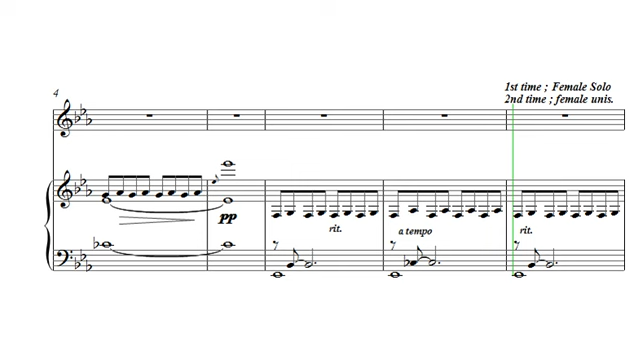 4
1st time ; Female Solo
2nd time ; female unis.
pp
rit.
a tempo
rit.